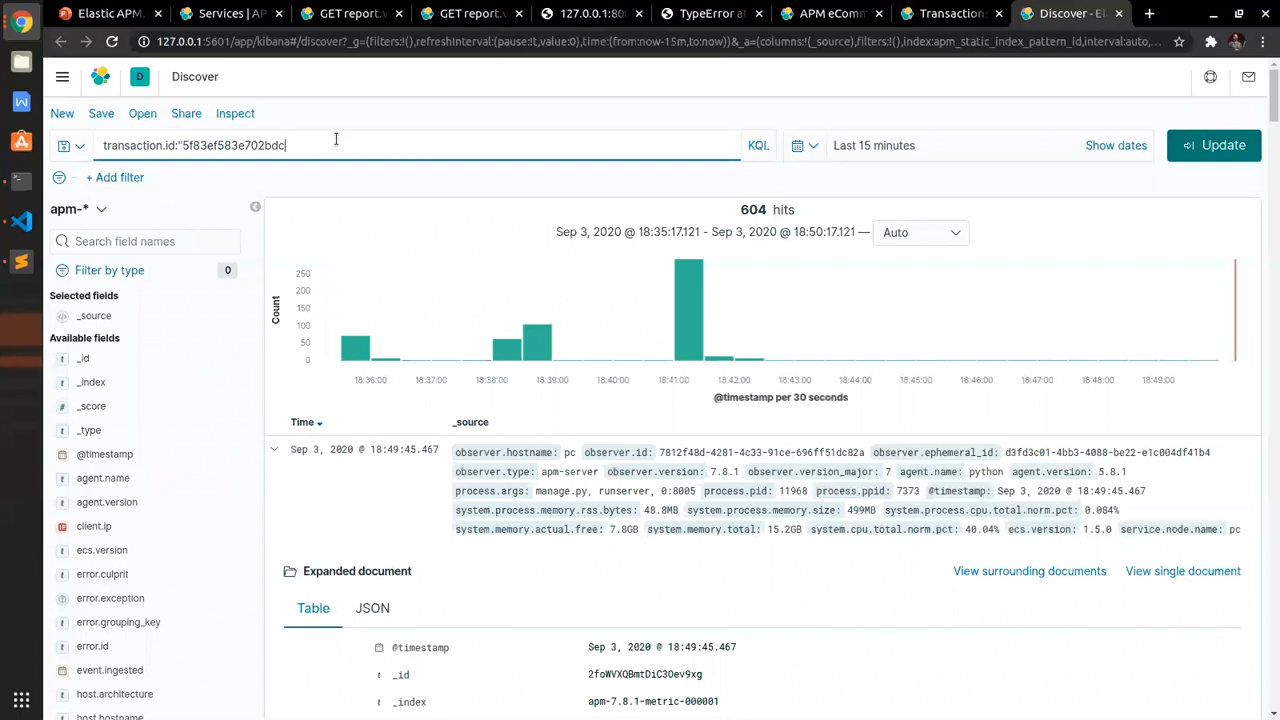 Elastic APM.
Services | AP
GET report.v
GET report.v
127.0.0.1:80
TypeError at
APM eComm
Transaction
Discover - Ela
127.0.0.1:5601/app/kibana#/discover?_g=(filters:!(),refreshInterval:(pause:!t,value:0),time:(from:now-15m,to:now))&_a=(columns:!(_source),filters:!(),index:apm_static_index_pattern_id,interval:auto,...
D
Discover
New Save Open Share Inspect
transaction.id:"5f83ef583e702bdc
KQL
Last 15 minutes
Show dates
Update
+ Add filter
apm-*
Search field names
Filter by type 0
Selected fields
_source
Available fields
t _id
t _index
# _score
t _type
@timestamp
t agent.name
t agent.version
client.ip
t ecs.version
t error.culprit
error.exception
t error.grouping_key
t error.id
event.ingested
t host.architecture
host.hostname
604 hits
Sep 3, 2020 @ 18:35:17.121 - Sep 3, 2020 @ 18:50:17.121 —
Auto
Count
250
200
150
100
50
0
18:36:00 18:37:00 18:38:00 18:39:00 18:40:00 18:41:00 18:42:00 18:43:00 18:44:00 18:45:00 18:46:00 18:47:00 18:48:00 18:49:00
@timestamp per 30 seconds
Time _source
Sep 3, 2020 @ 18:49:45.467
observer.hostname: pc observer.id: 7812f48d-4281-4c33-91ce-696ff51dc82a observer.ephemeral_id: d3fd3c01-4bb3-4088-be22-e1c004df41b4
observer.type: apm-server observer.version: 7.8.1 observer.version_major: 7 agent.name: python agent.version: 5.8.1
process.args: manage.py, runserver, 0:8005 process.pid: 11968 process.ppid: 7373 @timestamp: Sep 3, 2020 @ 18:49:45.467
system.process.memory.rss.bytes: 48.8MB system.process.memory.size: 499MB system.process.cpu.total.norm.pct: 0.084%
system.memory.actual.free: 7.8GB system.memory.total: 15.2GB system.cpu.total.norm.pct: 40.04% ecs.version: 1.5.0 service.node.name: pc
Expanded document
View surrounding documents View single document
Table JSON
@timestamp Sep 3, 2020 @ 18:49:45.467
t _id 2foWVXQBmtDiC3Oev9xg
t _index apm-7.8.1-metric-000001